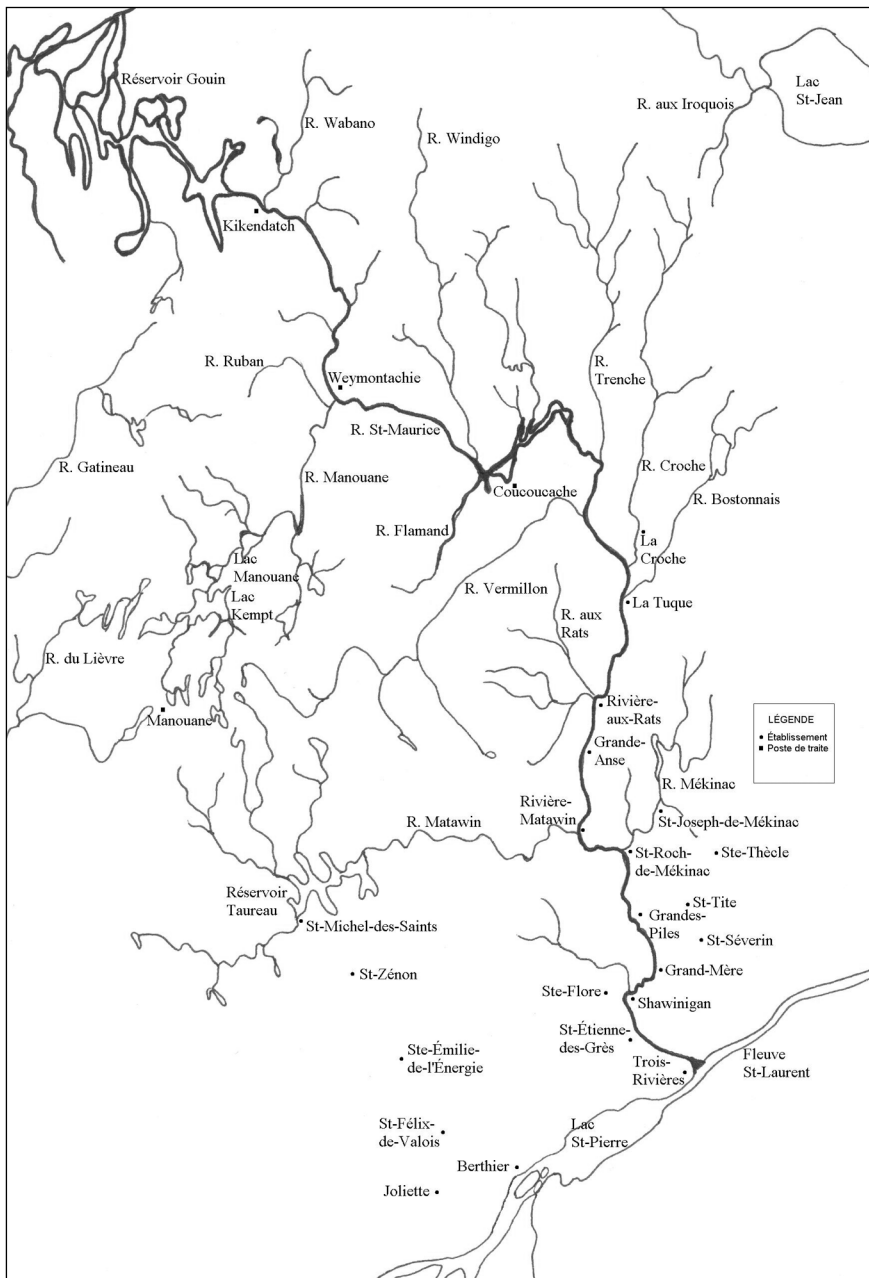 Réservoir Gouin
Lac
St-Jean
R. aux Iroquois
R. Wabano
R. Windigo
Kikendatch
R. Ruban
Weymontachie
R.
Trenche
R. St-Maurice
R. Gatineau
R. Manouane
R. Croche
R. Bostonnais
Coucoucache
R. Flamand
La
Croche
Lac
Manouane
Lac
Kempt
R. Vermillon
La Tuque
R. aux
Rats
R. du Lièvre
Manouane
Rivière-
aux-Rats
LÉGENDE
Établissement
Poste de traite
Grande-
Anse
R. Mékinac
Rivière-
Matawin
R. Matawin
St-Joseph-de-Mékinac
St-Roch-
de-Mékinac
Ste-Thècle
Réservoir
Taureau
St-Michel-des-Saints
St-Tite
Grandes-
Piles
St-Séverin
St-Zénon
Grand-Mère
Ste-Flore
Shawinigan
St-Étienne-
des-Grès
Ste-Émilie-
de-l'Énergie
Trois-
Rivières
Fleuve
St-Laurent
St-Félix-
de-Valois
Lac
St-Pierre
Berthier
Joliette